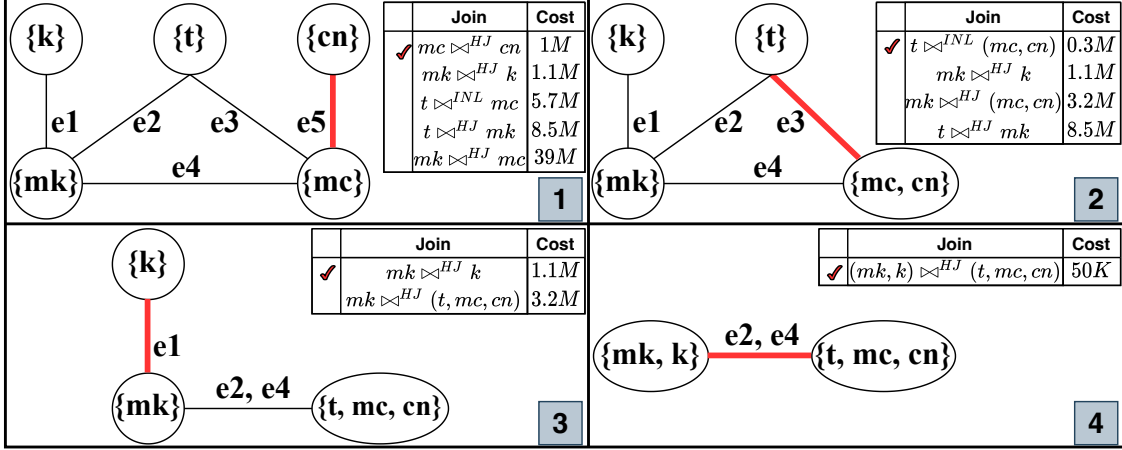 {k}
{t}
{cn}
e1
e2
e3
e5
e4
{mk}
{mc}
Join Cost
✓ mc ⋈^HJ cn 1M
mk ⋈^HJ k 1.1M
t ⋈^INL mc 5.7M
t ⋈^HJ mk 8.5M
mk ⋈^HJ mc 39M
1
{k}
{t}
e1
e2
e3
e4
{mk}
{mc, cn}
Join Cost
✓ t ⋈^INL (mc, cn) 0.3M
mk ⋈^HJ k 1.1M
mk ⋈^HJ (mc, cn) 3.2M
t ⋈^HJ mk 8.5M
2
{k}
e1
{mk}
e2, e4
{t, mc, cn}
Join Cost
✓ mk ⋈^HJ k 1.1M
mk ⋈^HJ (t, mc, cn) 3.2M
3
Join Cost
✓ (mk, k) ⋈^HJ (t, mc, cn) 50K
{mk, k}
e2, e4
{t, mc, cn}
4